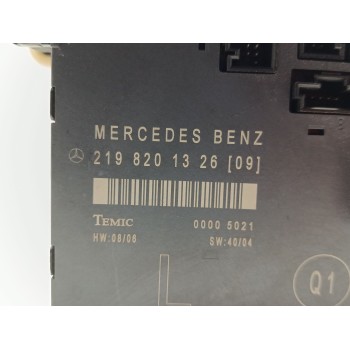 MERCEDES BENZ
219 820 13 26 [09]
TEMIC 0000 5021
HW:08/06 SW:40/04
L
Q1